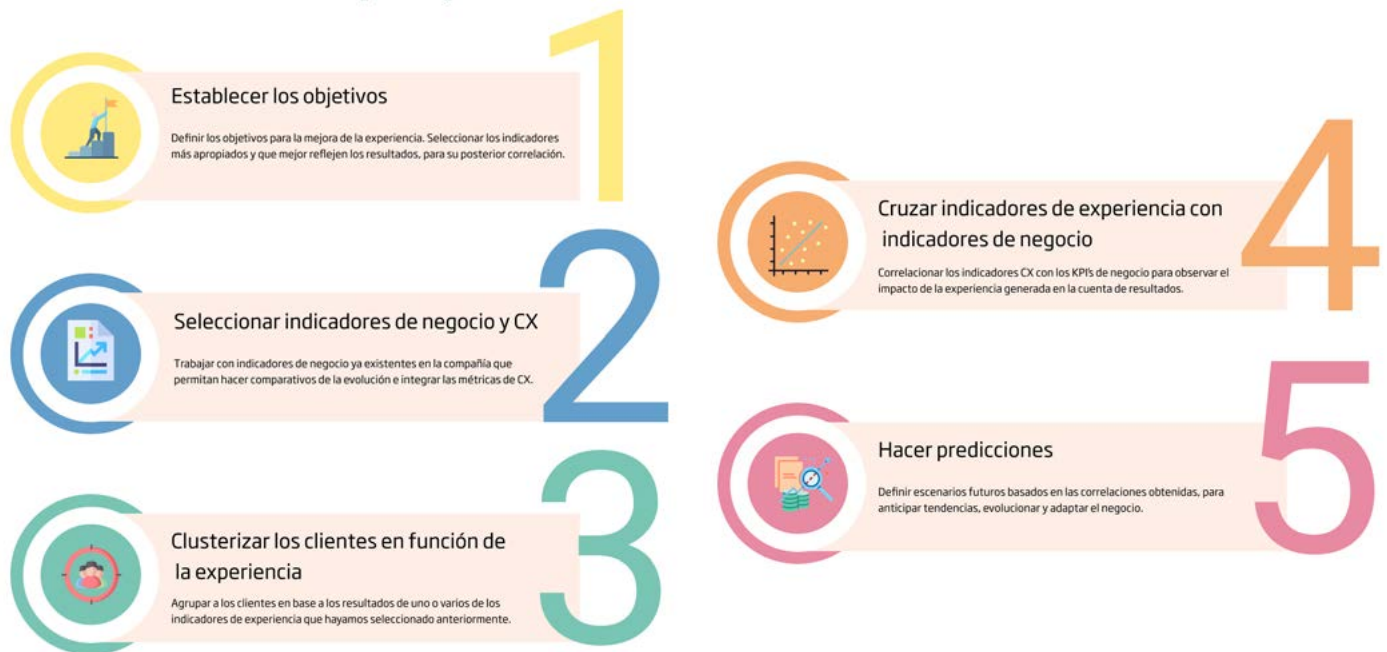 1
Establecer los objetivos
Definir los objetivos para la mejora de la experiencia. Seleccionar los indicadores
más apropiados y que mejor reflejen los resultados, para su posterior correlación.
2
Seleccionar indicadores de negocio y CX
Trabajar con indicadores de negocio ya existentes en la compañía que
permitan hacer comparativos de la evolución e integrar las métricas de CX.
3
Clusterizar los clientes en función de
la experiencia
Agrupar a los clientes en base a los resultados de uno o varios de los
indicadores de experiencia que hayamos seleccionado anteriormente.
4
Cruzar indicadores de experiencia con
indicadores de negocio
Correlacionar los indicadores CX con los KPI's de negocio para observar el
impacto de la experiencia generada en la cuenta de resultados.
5
Hacer predicciones
Definir escenarios futuros basados en las correlaciones obtenidas, para
anticipar tendencias, evolucionar y adaptar el negocio.